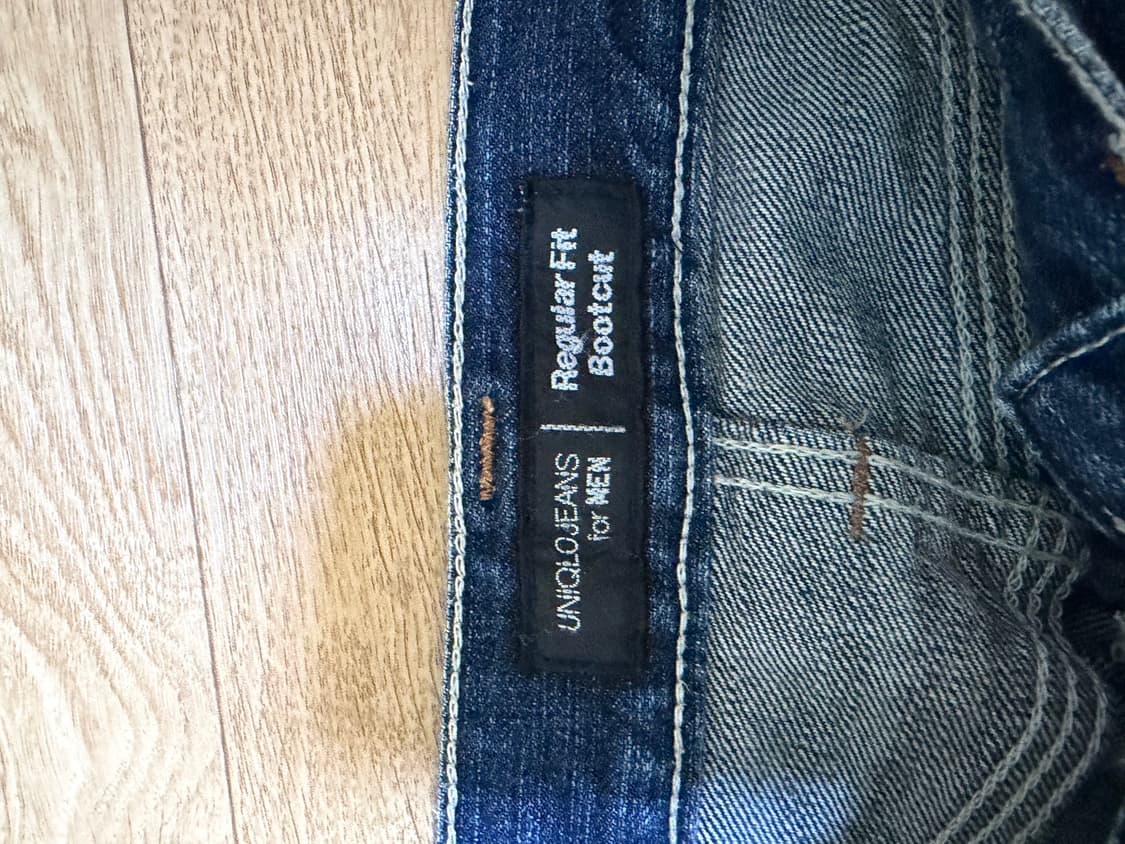 UNIQLOJEANS
for MEN
Regular Fit
Bootcut